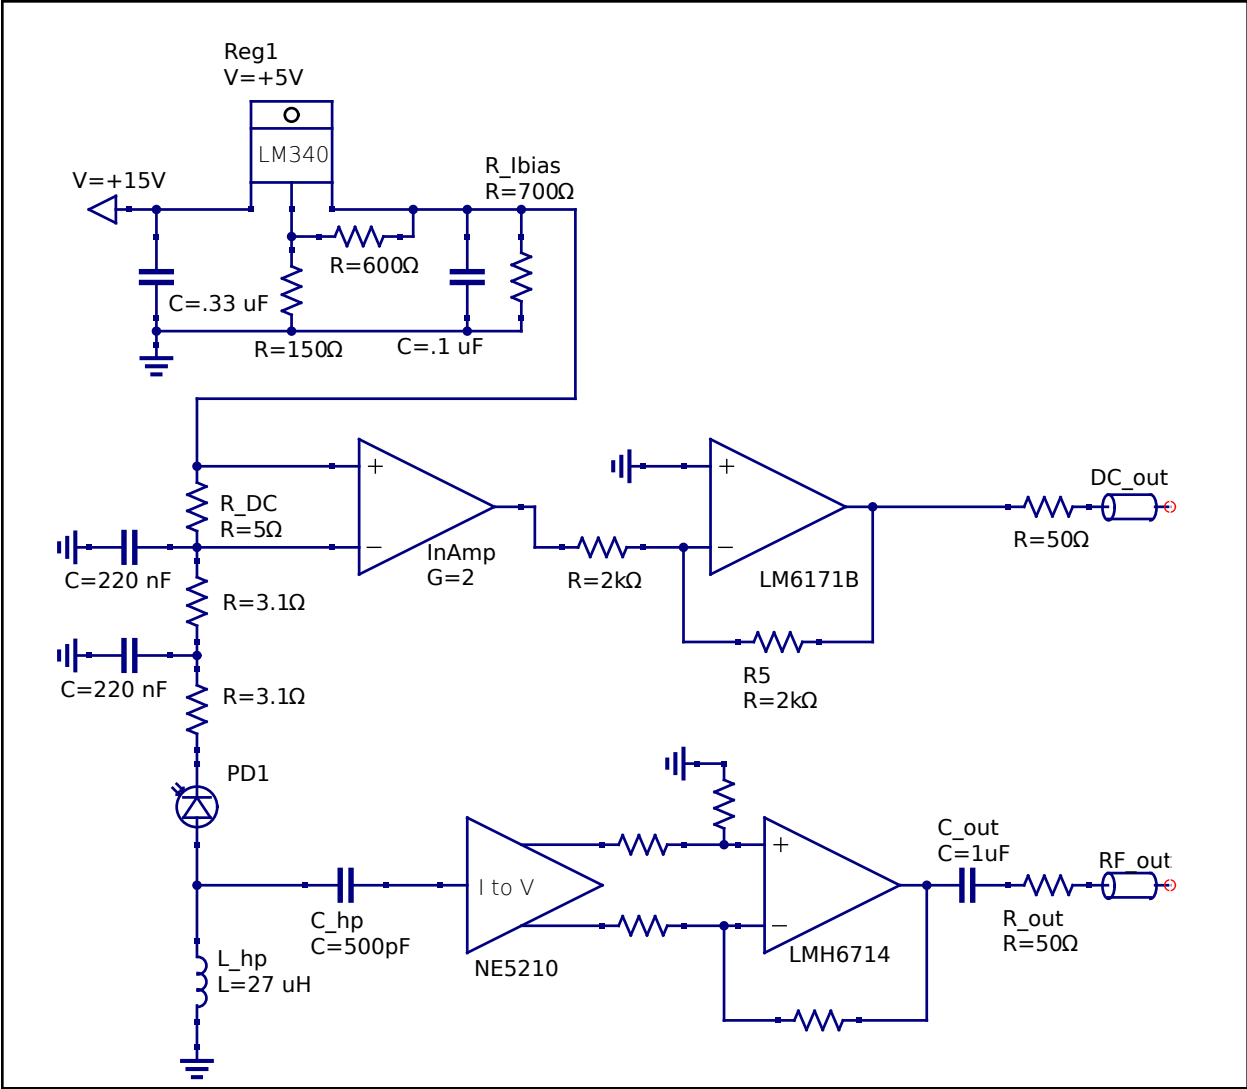 Reg1
V=+5V
LM340
V=+15V
R_Ibias
R=700Ω
R=600Ω
C=.33 uF
R=150Ω
C=.1 uF
R_DC
R=5Ω
+
−
InAmp
G=2
C=220 nF
R=3.1Ω
C=220 nF
R=3.1Ω
R=2kΩ
+
−
LM6171B
R5
R=2kΩ
DC_out
R=50Ω
PD1
C_hp
C=500pF
I to V
NE5210
L_hp
L=27 uH
+
−
LMH6714
C_out
C=1uF
R_out
R=50Ω
RF_out